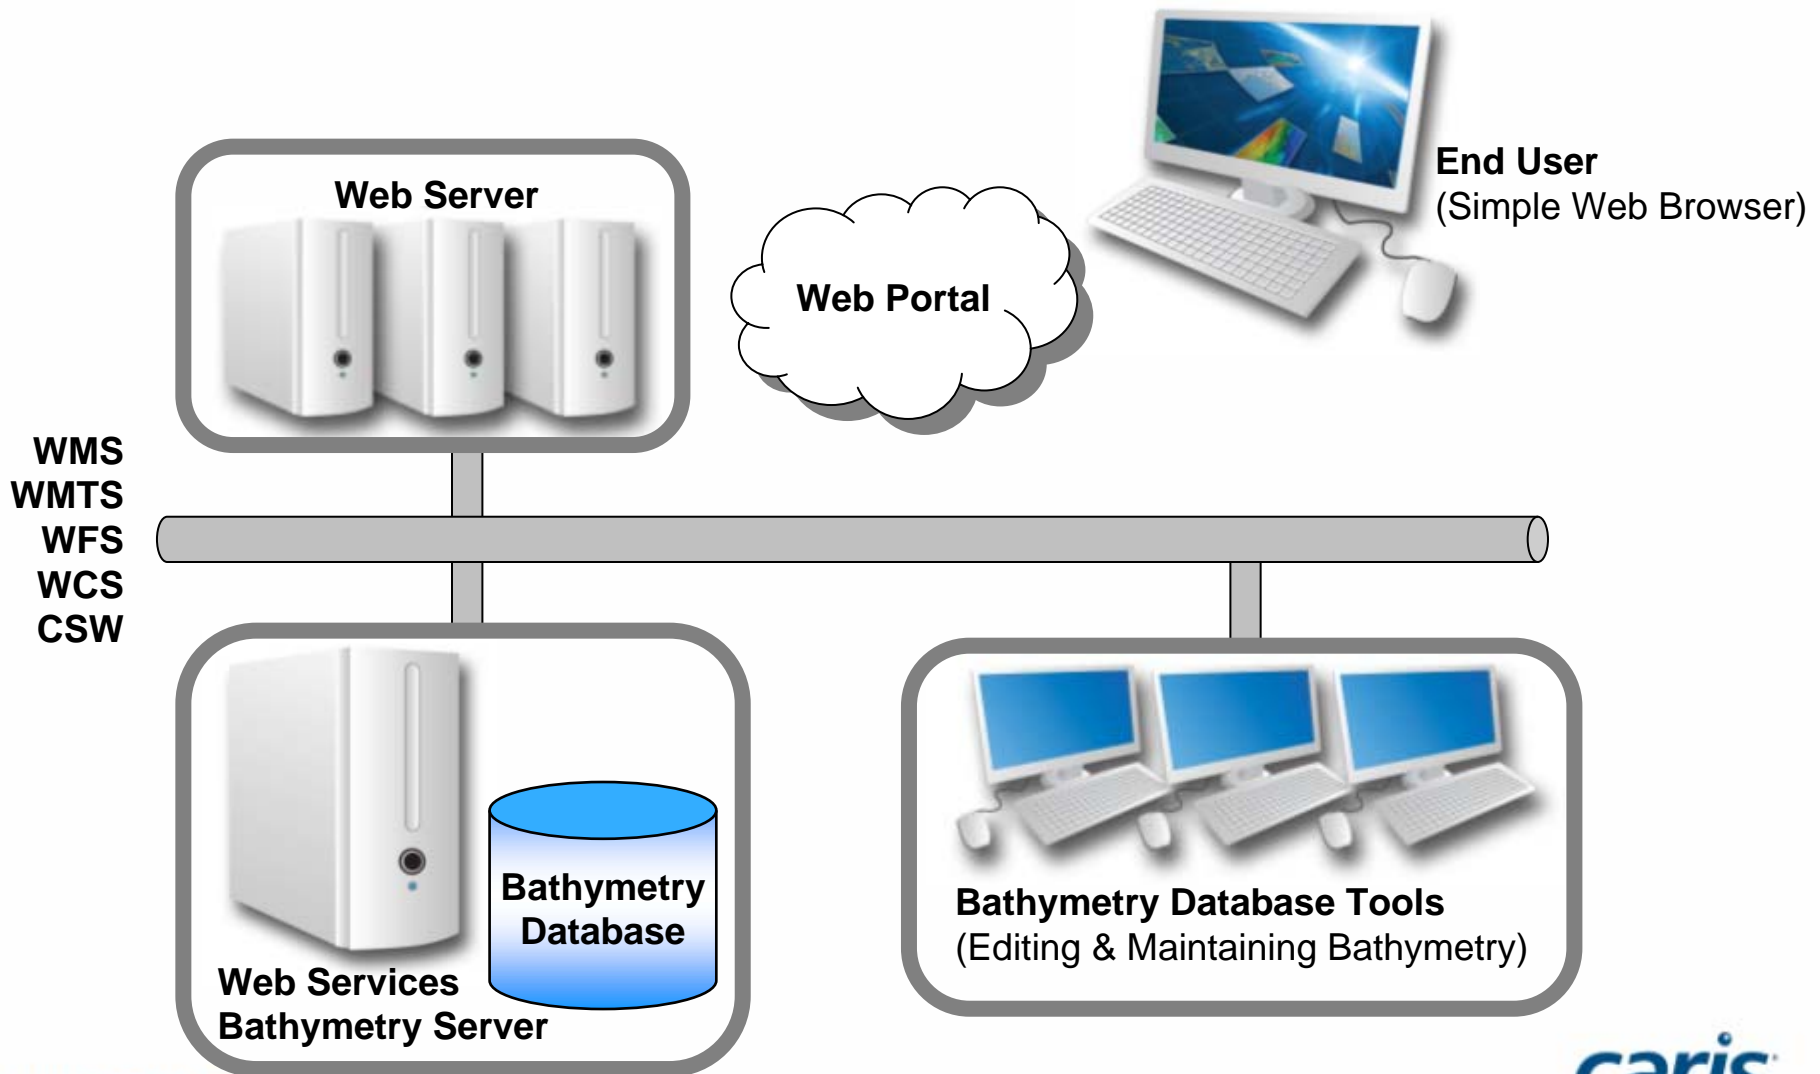 Web Server
Web Portal
End User
(Simple Web Browser)
WMS
WMTS
WFS
WCS
CSW
Bathymetry
Database
Web Services
Bathymetry Server
Bathymetry Database Tools
(Editing & Maintaining Bathymetry)
caris